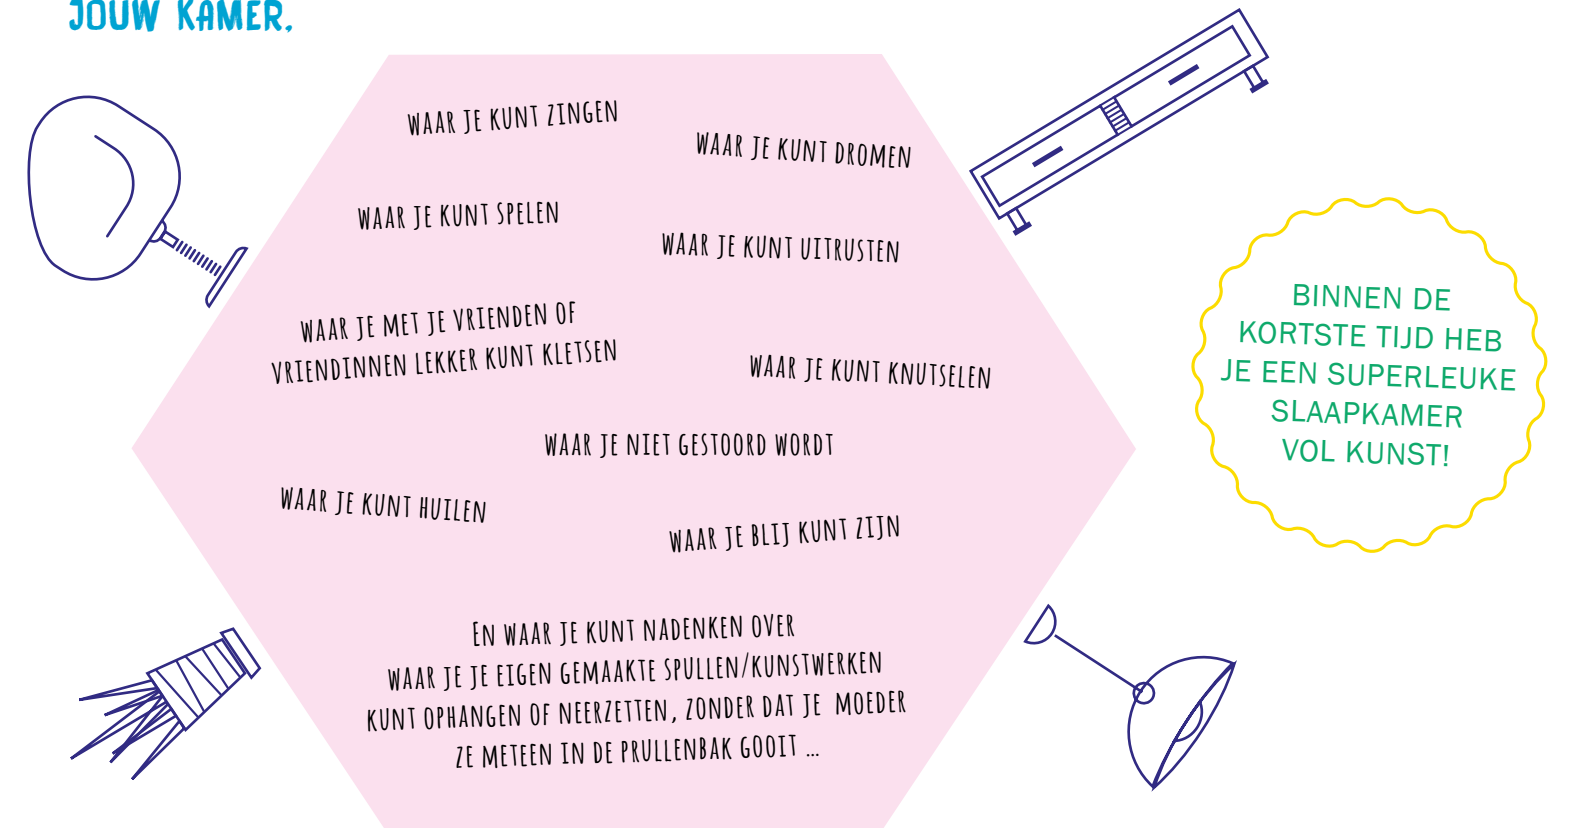 JOUW KAMER.
WAAR JE KUNT ZINGEN
WAAR JE KUNT DROMEN
WAAR JE KUNT SPELEN
WAAR JE KUNT UITRUSTEN
WAAR JE MET JE VRIENDEN OF
VRIENDINNEN LEKKER KUNT KLETSEN
WAAR JE KUNT KNUTSELEN
WAAR JE NIET GESTOORD WORDT
WAAR JE KUNT HUILEN
WAAR JE BLIJ KUNT ZIJN
EN WAAR JE KUNT NADENKEN OVER
WAAR JE JE EIGEN GEMAAKTE SPULLEN/KUNSTWERKEN
KUNT OPHANGEN OF NEERZETTEN, ZONDER DAT JE MOEDER
ZE METEEN IN DE PRULLENBAK GOOIT ...
BINNEN DE
KORTSTE TIJD HEB
JE EEN SUPERLEUKE
SLAAPKAMER
VOL KUNST!